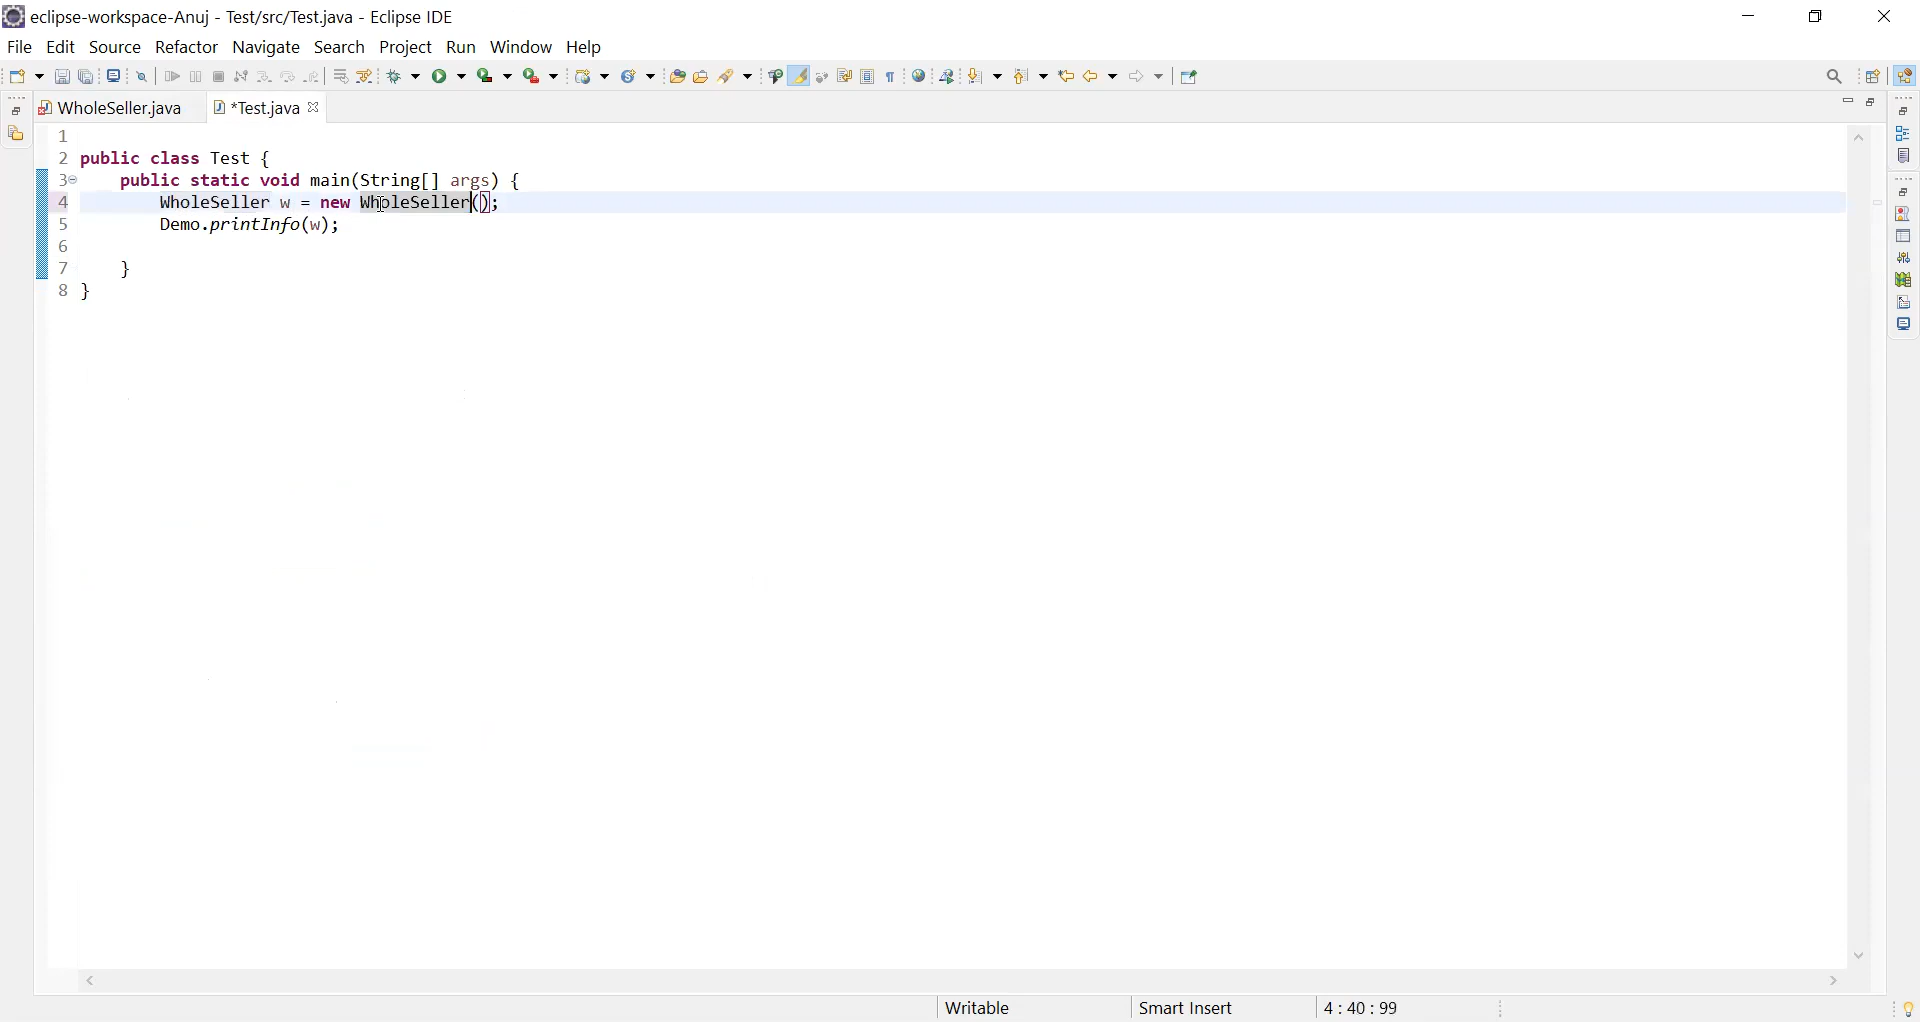 eclipse-workspace-Anuj - Test/src/Test.java - Eclipse IDE
File Edit Source Refactor Navigate Search Project Run Window Help
WholeSeller.java *Test.java
1
2 public class Test {
3 public static void main(String[] args) {
4 WholeSeller w = new WholeSeller();
5 Demo.printInfo(w);
6
7 }
8 }
Writable Smart Insert 4 : 40 : 99